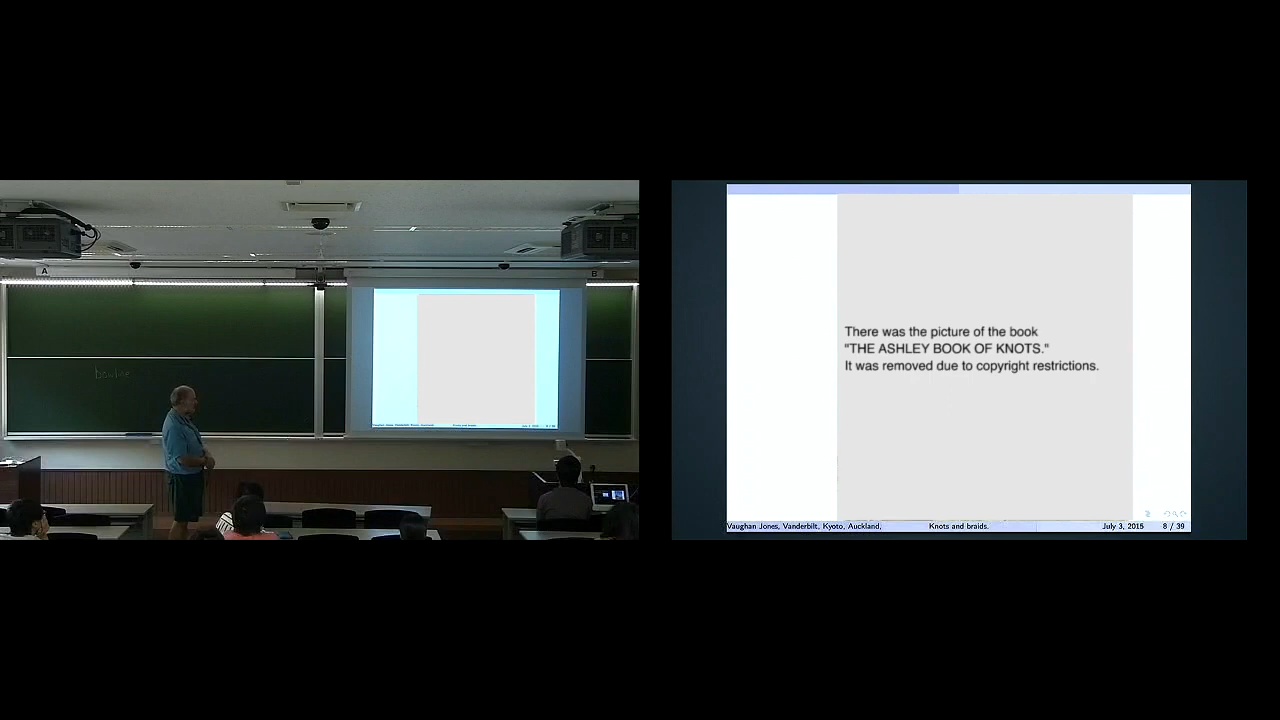 A
B
bowline
There was the picture of the book
"THE ASHLEY BOOK OF KNOTS."
It was removed due to copyright restrictions.
Vaughan Jones, Vanderbilt, Kyoto, Auckland,
Knots and braids.
July 3, 2015
8 / 39